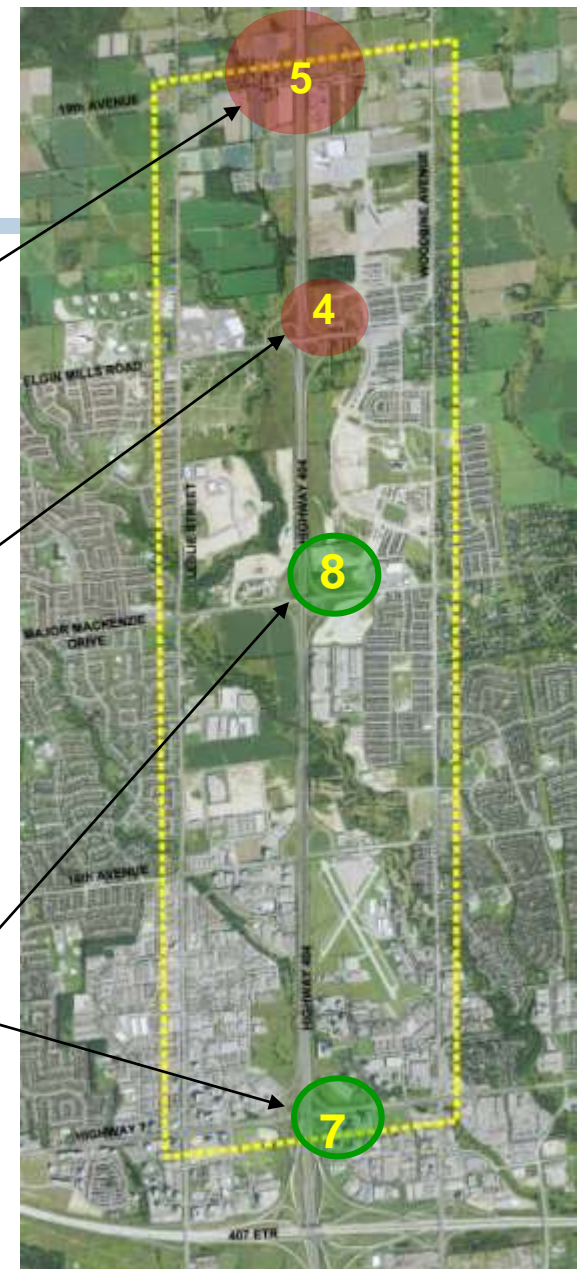 5
19th AVENUE
WOODBINE AVENUE
4
ELGIN MILLS ROAD
HIGHWAY 404
LESLIE STREET
8
MAJOR MACKENZIE
DRIVE
16th AVENUE
HIGHWAY 404
7
HIGHWAY 7
407 ETR